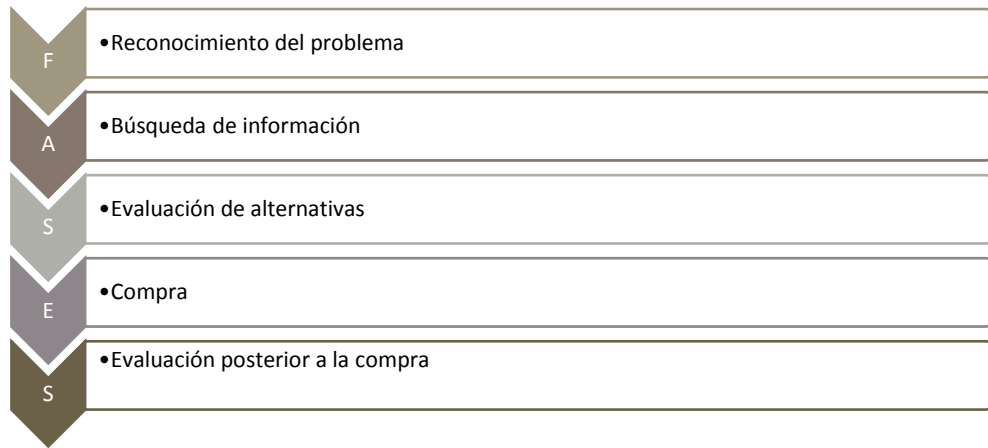 F
•Reconocimiento del problema
A
•Búsqueda de información
S
•Evaluación de alternativas
E
•Compra
S
•Evaluación posterior a la compra